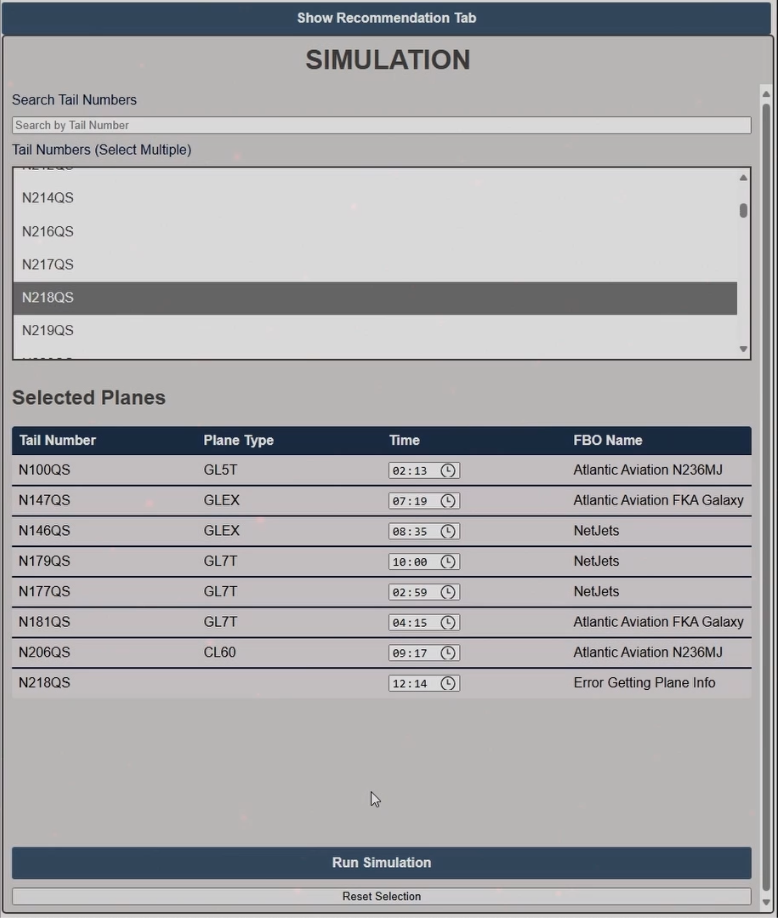 Show Recommendation Tab
SIMULATION
Search Tail Numbers
Search by Tail Number
Tail Numbers (Select Multiple)
N214QS
N216QS
N217QS
N218QS
N219QS
Selected Planes
Tail Number Plane Type Time FBO Name
N100QS GL5T 02:13 Atlantic Aviation N236MJ
N147QS GLEX 07:19 Atlantic Aviation FKA Galaxy
N146QS GLEX 08:35 NetJets
N179QS GL7T 10:00 NetJets
N177QS GL7T 02:59 NetJets
N181QS GL7T 04:15 Atlantic Aviation FKA Galaxy
N206QS CL60 09:17 Atlantic Aviation N236MJ
N218QS 12:14 Error Getting Plane Info
Run Simulation
Reset Selection